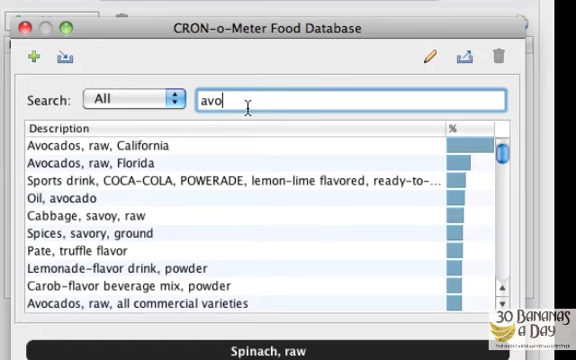 CRON-o-Meter Food Database
Search: All avo
Description %
Avocados, raw, California
Avocados, raw, Florida
Sports drink, COCA-COLA, POWERADE, lemon-lime flavored, ready-to-...
Oil, avocado
Cabbage, savoy, raw
Spices, savory, ground
Pate, truffle flavor
Lemonade-flavor drink, powder
Carob-flavor beverage mix, powder
Avocados, raw, all commercial varieties
30 BANANAS
A DAY
Spinach, raw